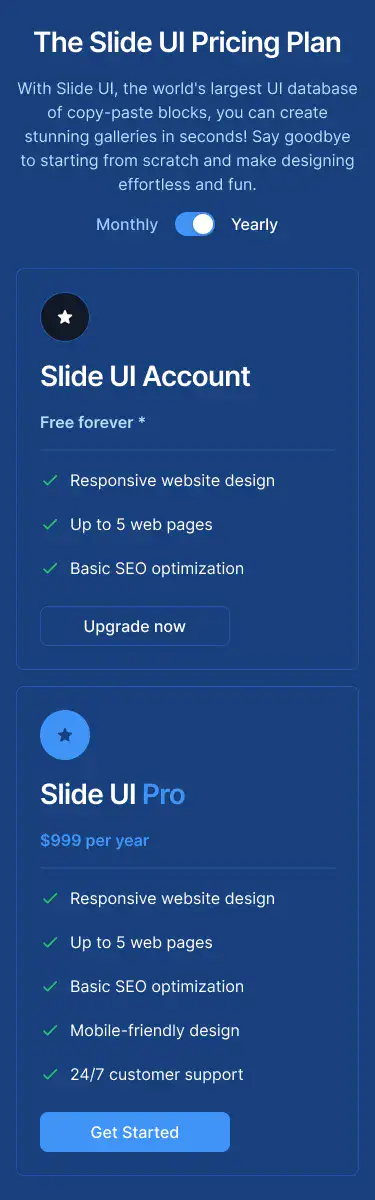 The Slide UI Pricing Plan
With Slide UI, the world's largest UI database
of copy-paste blocks, you can create
stunning galleries in seconds! Say goodbye
to starting from scratch and make designing
effortless and fun.
Monthly Yearly
Slide UI Account
Free forever *
Responsive website design
Up to 5 web pages
Basic SEO optimization
Upgrade now
Slide UI Pro
$999 per year
Responsive website design
Up to 5 web pages
Basic SEO optimization
Mobile-friendly design
24/7 customer support
Get Started